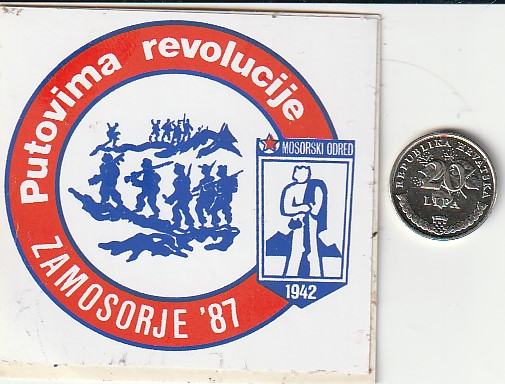 Putovima revolucije
ZAMOSORJE '87
MOSORSKI ODRED
1942
REPUBLIKA HRVATSKA
20
LIPA